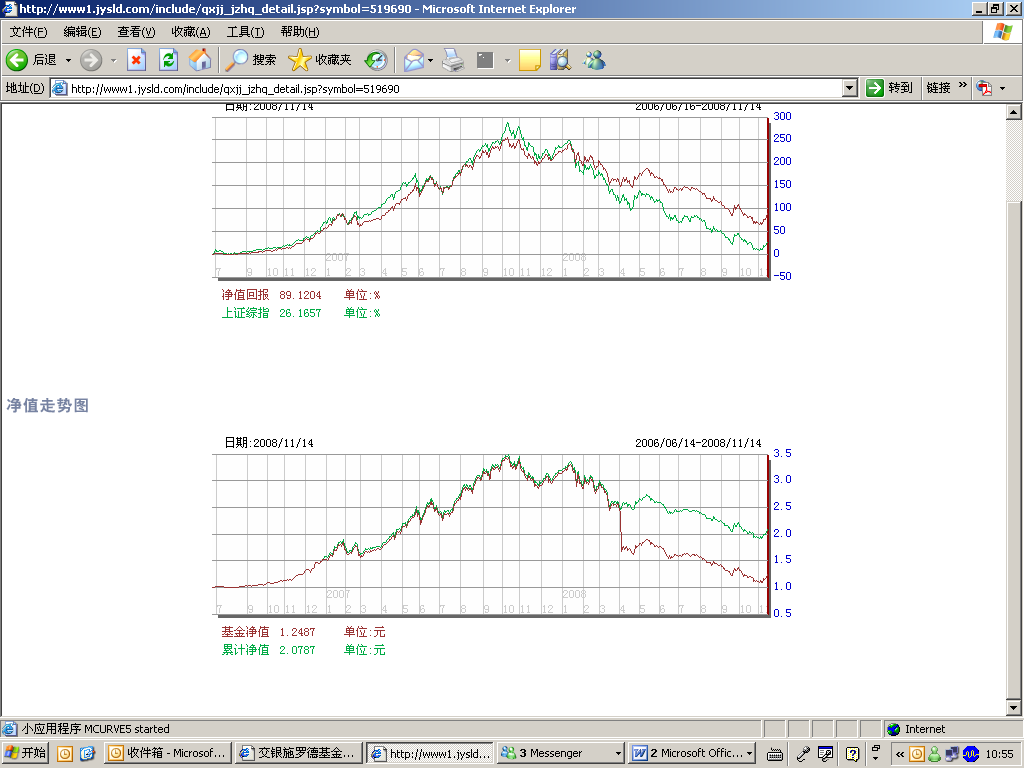 http://www1.jysld.com/include/qxjj_jzhq_detail.jsp?symbol=519690 - Microsoft Internet Explorer
文件(F) 编辑(E) 查看(V) 收藏(A) 工具(T) 帮助(H)
后退 搜索 收藏夹
地址(D) http://www1.jysld.com/include/qxjj_jzhq_detail.jsp?symbol=519690 转到 链接 »
日期:2008/11/14 2006/06/16-2008/11/14
300
250
200
150
100
50
0
-50
2007 2008
7 9 10 11 12 1 2 3 4 5 6 7 8 9 10 11 12 1 2 3 4 5 6 7 8 9 10 11
净值回报 89.1204 单位:%
上证综指 26.1657 单位:%
净值走势图
日期:2008/11/14 2006/06/14-2008/11/14
3.5
3.0
2.5
2.0
1.5
1.0
0.5
2007 2008
7 9 10 11 12 1 2 3 4 5 6 7 8 9 10 11 12 1 2 3 4 5 6 7 8 9 10 11
基金净值 1.2487 单位:元
累计净值 2.0787 单位:元
小应用程序 MCURVE5 started Internet
开始 收件箱 - Microsof... 交银施罗德基金... http://www1.jysld... 3 Messenger 2 Microsoft Offic... « 10:55